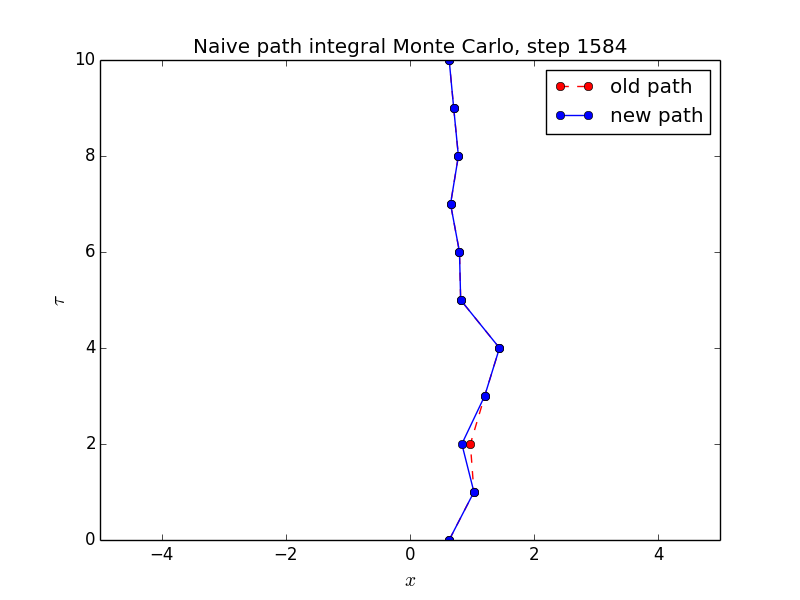 Naive path integral Monte Carlo, step 1584
old path
new path
10
8
6
4
2
0
τ
−4 −2 0 2 4
x